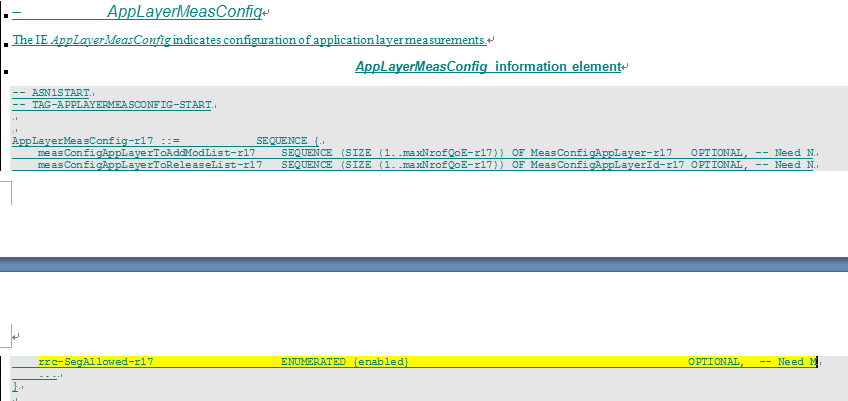 – AppLayerMeasConfig
The IE AppLayerMeasConfig indicates configuration of application layer measurements.
AppLayerMeasConfig information element
-- ASN1START
-- TAG-APPLAYERMEASCONFIG-START
AppLayerMeasConfig-r17 ::= SEQUENCE {
measConfigAppLayerToAddModList-r17 SEQUENCE (SIZE (1..maxNrofQoE-r17)) OF MeasConfigAppLayer-r17 OPTIONAL, -- Need N
measConfigAppLayerToReleaseList-r17 SEQUENCE (SIZE (1..maxNrofQoE-r17)) OF MeasConfigAppLayerId-r17 OPTIONAL, -- Need N
rrc-SegAllowed-r17 ENUMERATED {enabled} OPTIONAL, -- Need M
...
}